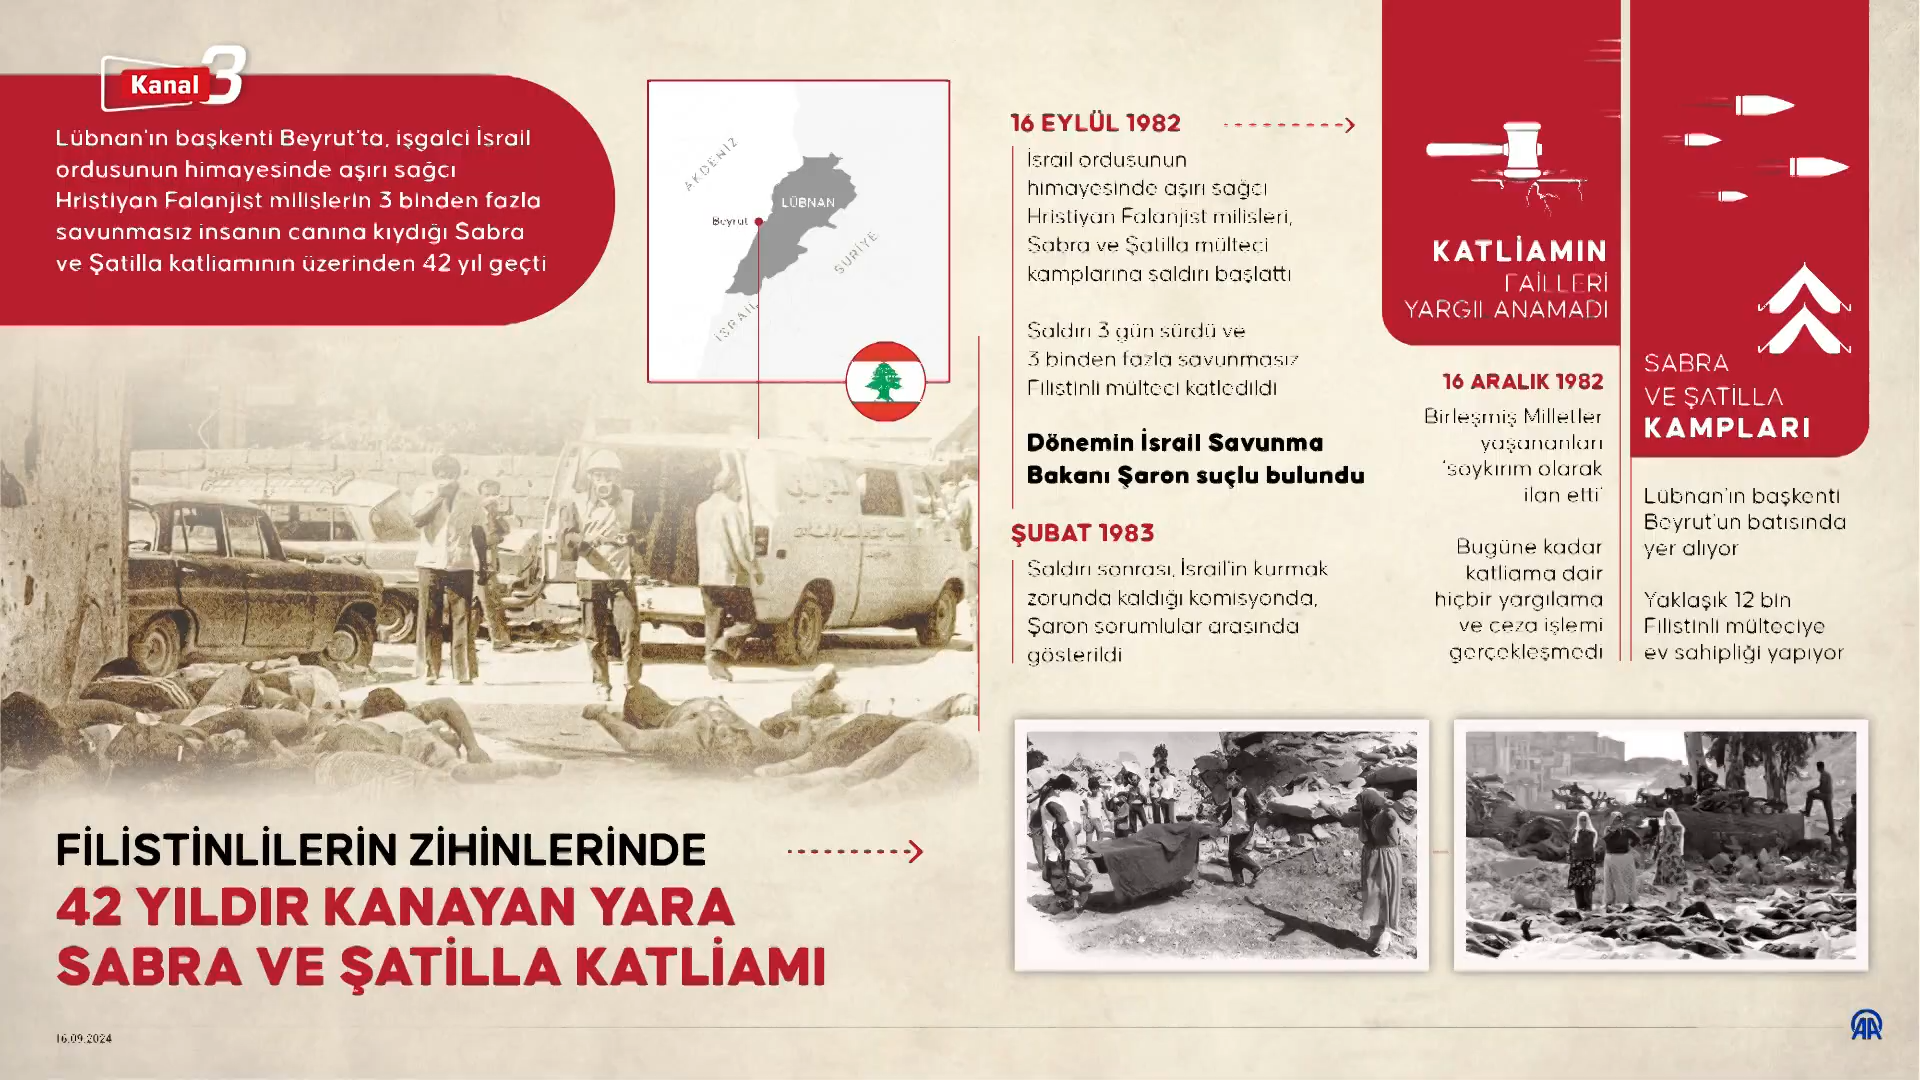 Kanal 3
Lübnan'ın başkenti Beyrut'ta, işgalci İsrail
ordusunun himayesinde aşırı sağcı
Hristiyan Falanjist milislerin 3 binden fazla
savunmasız insanın canına kıydığı Sabra
ve Şatilla katliamının üzerinden 42 yıl geçti
AKDENİZ
LÜBNAN
Beyrut
SURİYE
İSRAİL
16 EYLÜL 1982
İsrail ordusunun
himayesinde aşırı sağcı
Hristiyan Falanjist milisleri,
Sabra ve Şatilla mülteci
kamplarına saldırı başlattı
Saldırı 3 gün sürdü ve
3 binden fazla savunmasız
Filistinli mülteci katledildi
Dönemin İsrail Savunma
Bakanı Şaron suçlu bulundu
ŞUBAT 1983
Saldırı sonrası, İsrail'in kurmak
zorunda kaldığı komisyonda,
Şaron sorumlular arasında
gösterildi
KATLİAMIN
FAİLLERİ
YARGILANAMADI
16 ARALIK 1982
Birleşmiş Milletler
yaşananları
'soykırım olarak
ilan etti'
Bugüne kadar
katliama dair
hiçbir yargılama
ve ceza işlemi
gerçekleşmedi
SABRA
VE ŞATİLLA
KAMPLARI
Lübnan'ın başkenti
Beyrut'un batısında
yer alıyor
Yaklaşık 12 bin
Filistinli mülteciye
ev sahipliği yapıyor
FİLİSTİNLİLERİN ZİHİNLERİNDE
42 YILDIR KANAYAN YARA
SABRA VE ŞATİLLA KATLİAMI
16.09.2024
AA